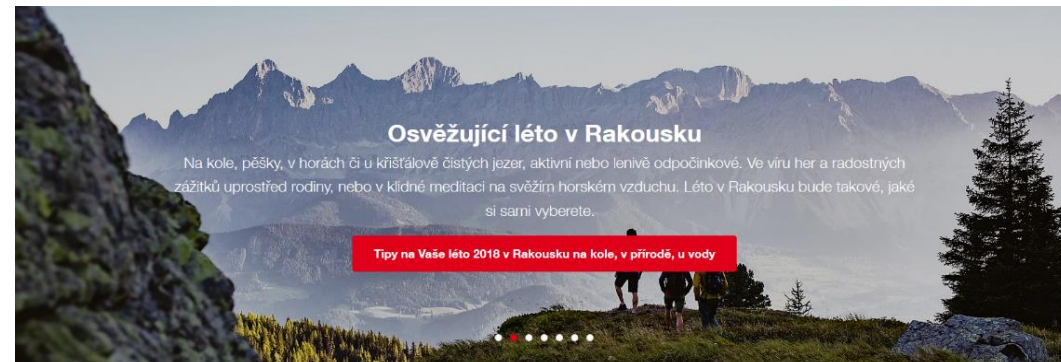 Osvěžující léto v Rakousku
Na kole, pěšky, v horách či u křišťálově čistých jezer, aktivní nebo lenivě odpočinkové. Ve víru her a radostných
zážitků uprostřed rodiny, nebo v klidné meditaci na svěžím horském vzduchu. Léto v Rakousku bude takové, jaké
si sami vyberete.
Tipy na Vaše léto 2018 v Rakousku na kole, v přírodě, u vody